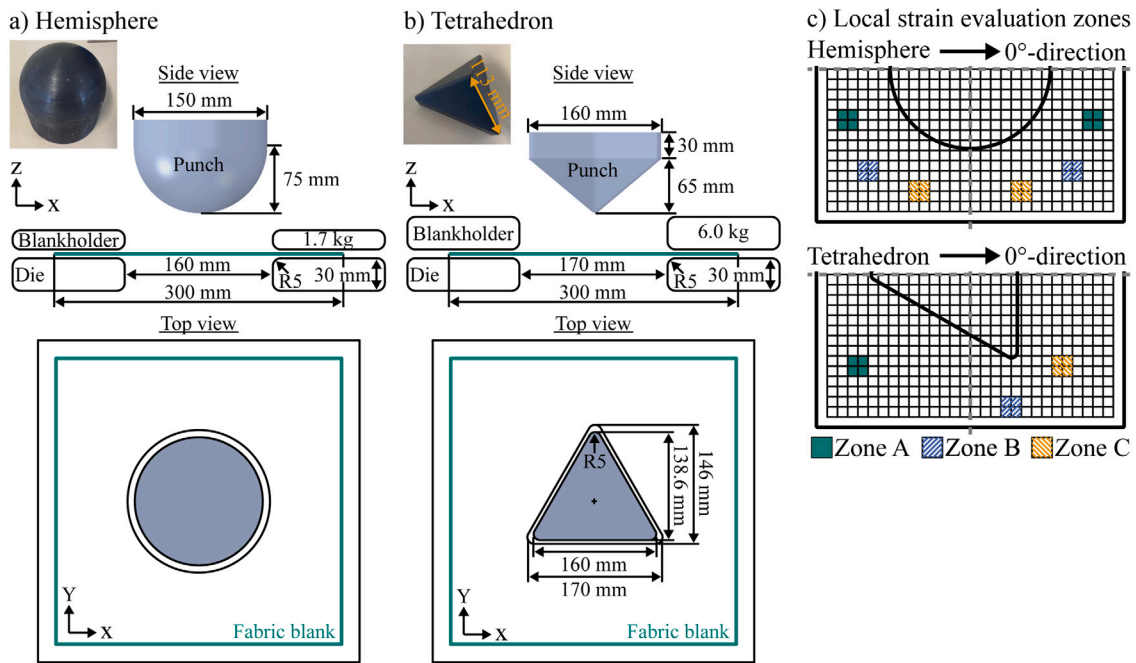 a) Hemisphere
Side view
150 mm
Punch
75 mm
Z
X
Blankholder
1.7 kg
Die
160 mm
R5
30 mm
300 mm
Top view
Y
X
Fabric blank
b) Tetrahedron
113 mm
Side view
160 mm
30 mm
Punch
65 mm
Z
X
Blankholder
6.0 kg
Die
170 mm
R5
30 mm
300 mm
Top view
R5
138.6 mm
146 mm
160 mm
170 mm
Y
X
Fabric blank
c) Local strain evaluation zones
Hemisphere 0°-direction
Tetrahedron 0°-direction
Zone A Zone B Zone C